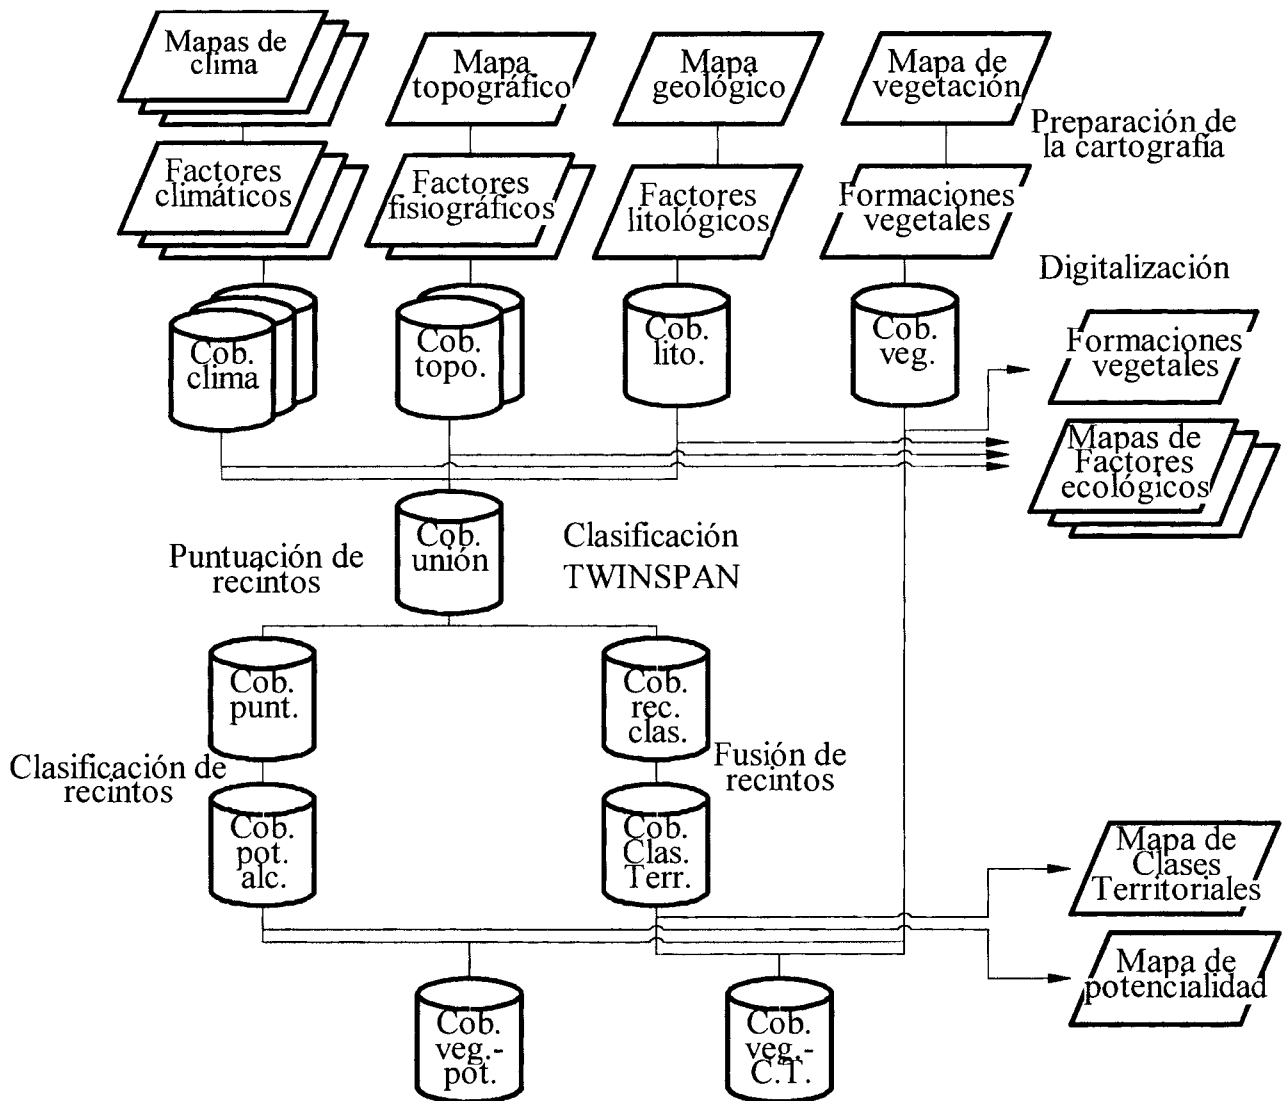 Mapas de
clima
Mapa
topográfico
Mapa
geológico
Mapa de
vegetación
Preparación de
la cartografía
Factores
climáticos
Factores
fisiográficos
Factores
litológicos
Formaciones
vegetales
Digitalización
Cob.
clima
Cob.
topo.
Cob.
lito.
Cob.
veg.
Formaciones
vegetales
Mapas de
Factores
ecológicos
Cob.
unión
Puntuación de
recintos
Clasificación
TWINSPAN
Cob.
punt.
Cob.
rec.
clas.
Clasificación de
recintos
Fusión de
recintos
Cob.
pot.
alc.
Cob.
Clas.
Terr.
Mapa de
Clases
Territoriales
Mapa de
potencialidad
Cob.
veg.-
pot.
Cob.
veg.-
C.T.